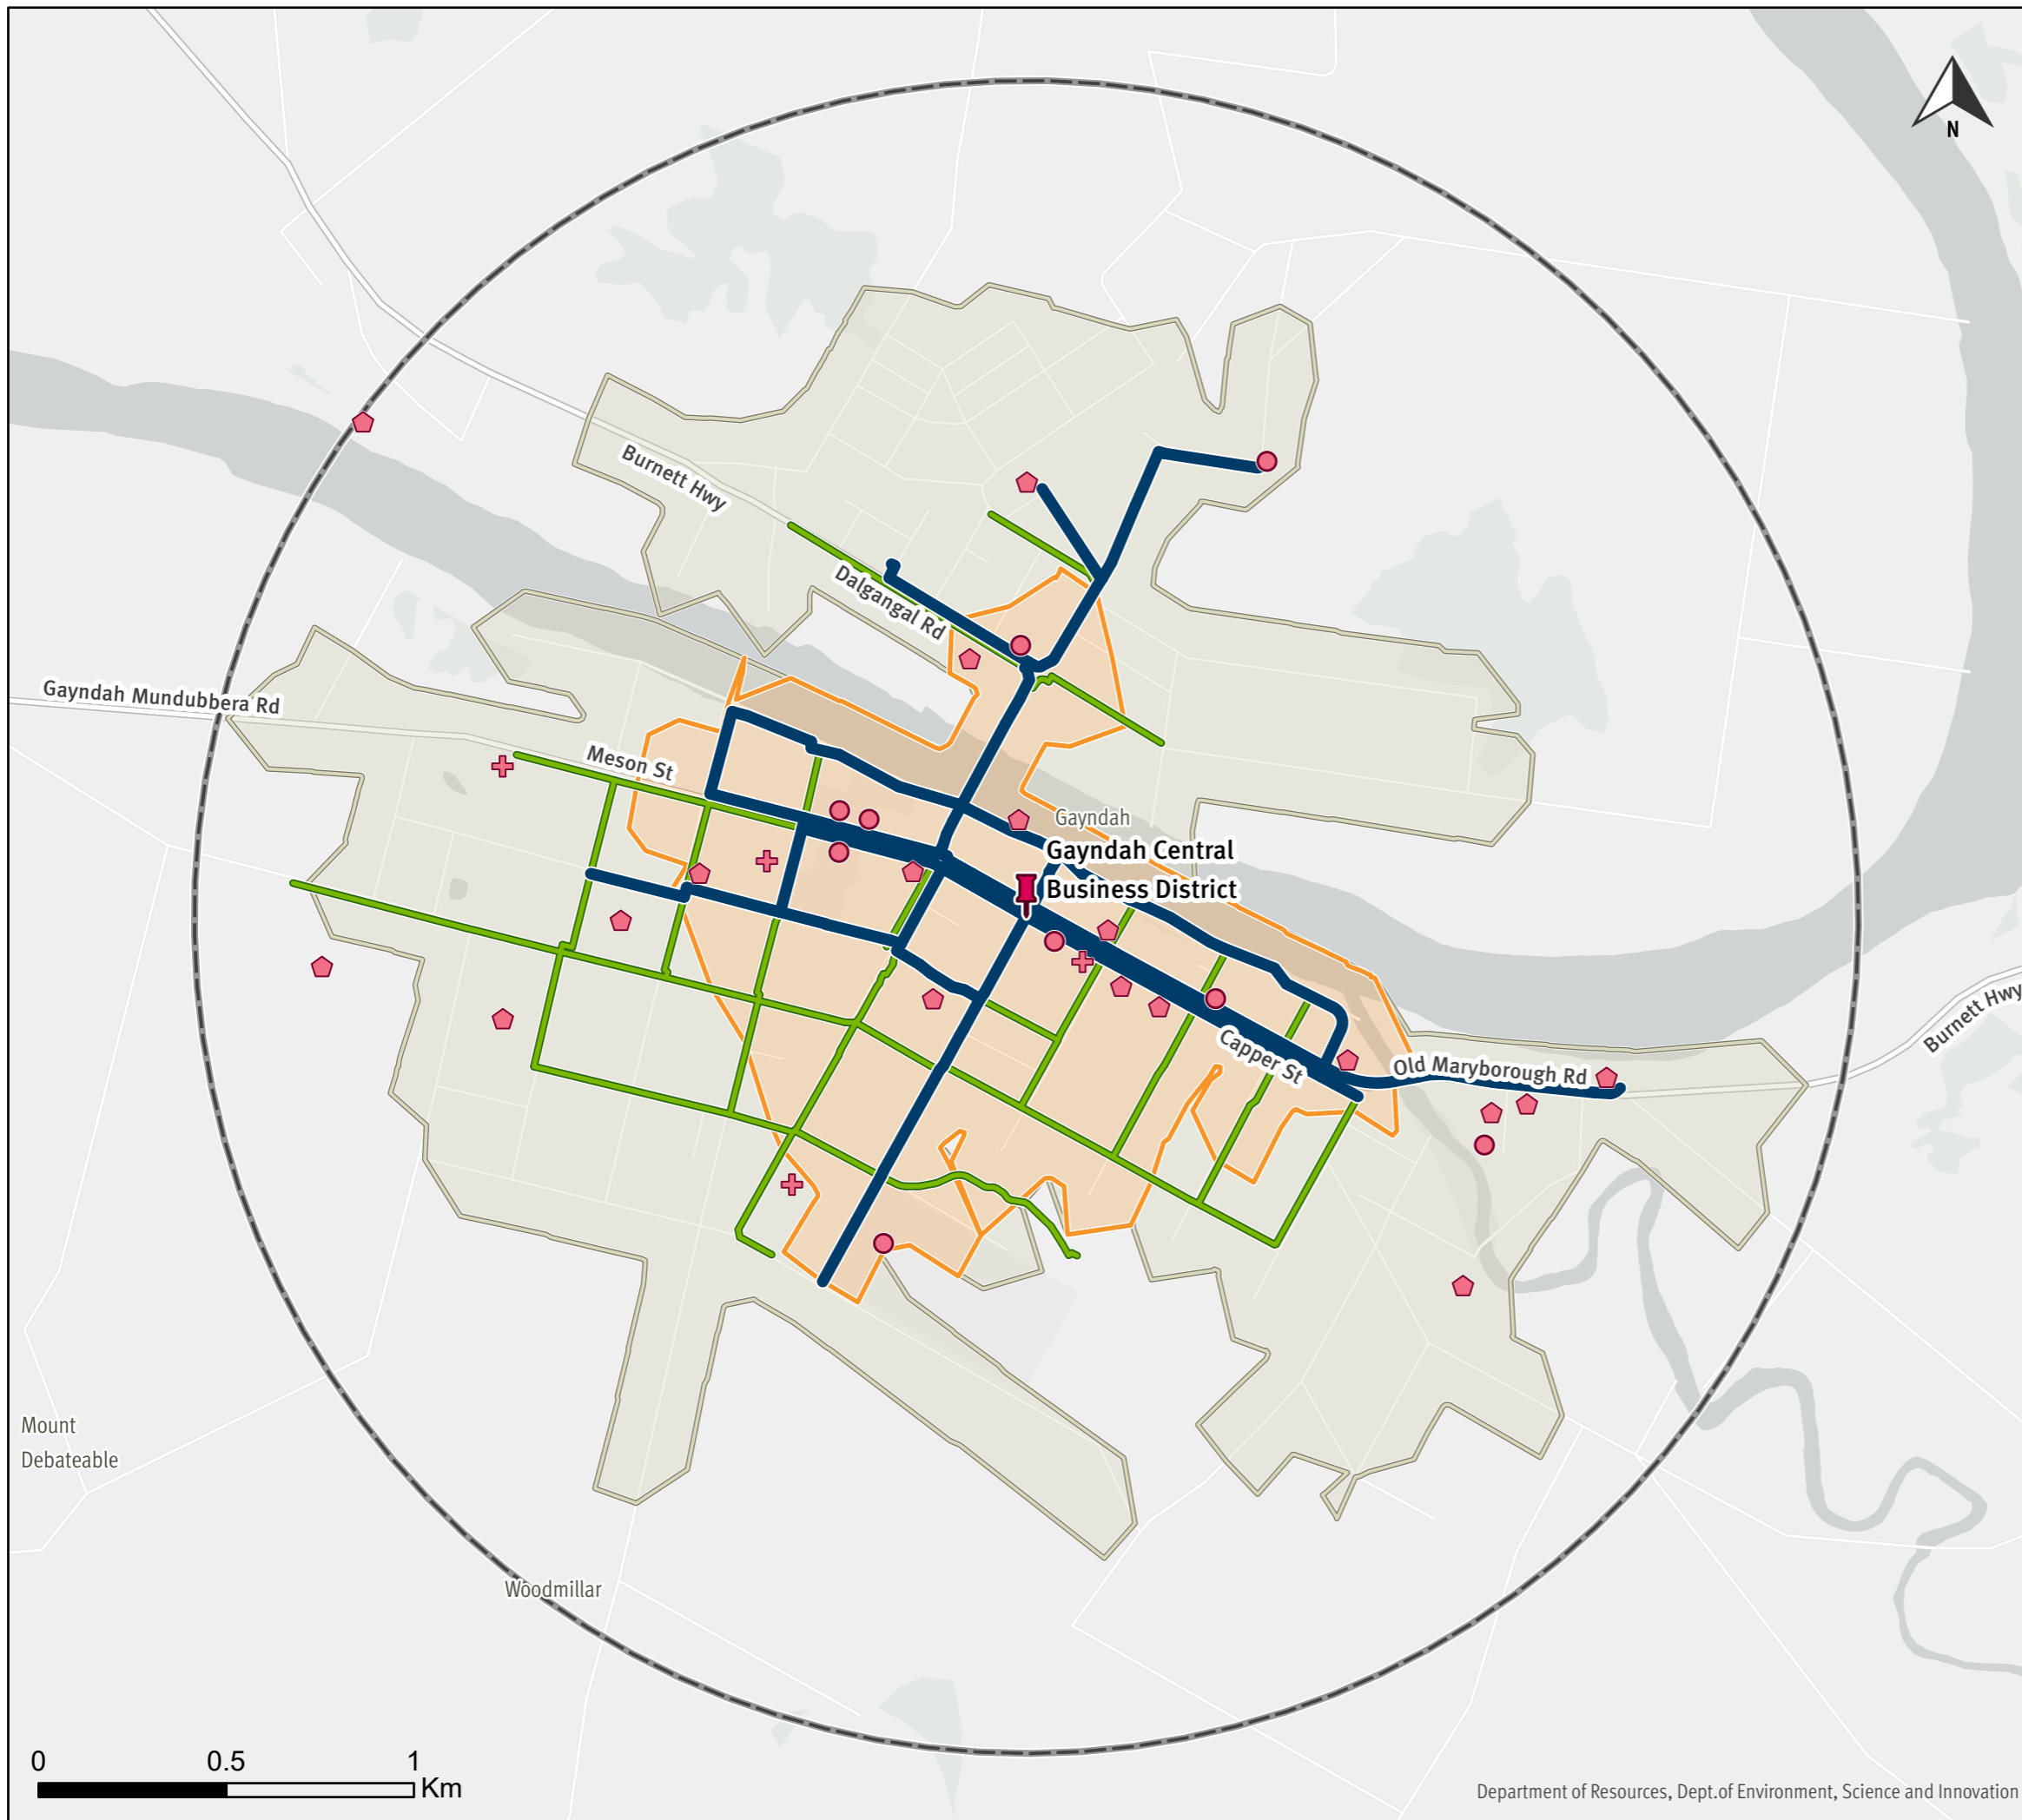 N
Burnett Hwy
Dalgangal Rd
Gayndah Mundubbera Rd
Meson St
Gayndah
Gayndah Central
Business District
Burnett Hwy
Capper St
Old Maryborough Rd
Mount
Debateable
Woodmillar
0 0.5 1
Km
Department of Resources, Dept.of Environment, Science and Innovation